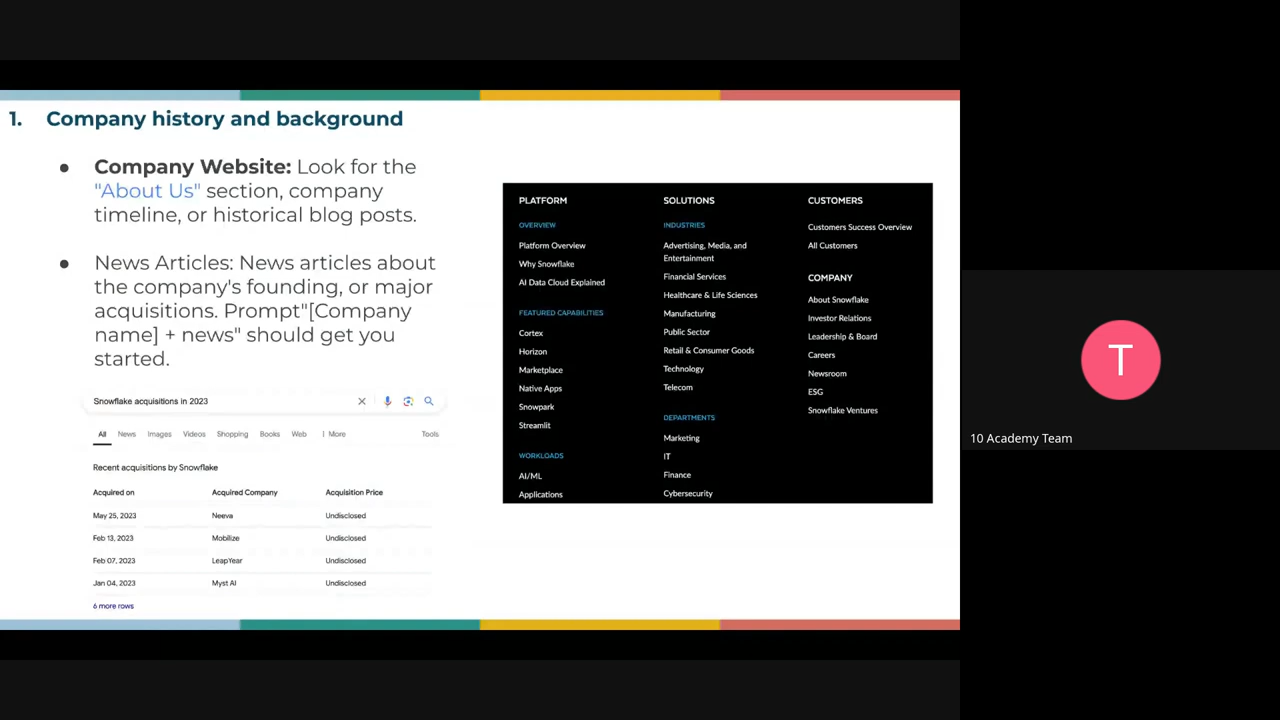 1. Company history and background
● Company Website: Look for the
"About Us" section, company
timeline, or historical blog posts.
● News Articles: News articles about
the company's founding, or major
acquisitions. Prompt"[Company
name] + news" should get you
started.
Snowflake acquisitions in 2023
All News Images Videos Shopping Books Web More Tools
Recent acquisitions by Snowflake
Acquired on Acquired Company Acquisition Price
May 25, 2023 Neeva Undisclosed
Feb 13, 2023 Mobilize Undisclosed
Feb 07, 2023 LeapYear Undisclosed
Jan 04, 2023 Myst AI Undisclosed
6 more rows
PLATFORM
OVERVIEW
Platform Overview
Why Snowflake
AI Data Cloud Explained
FEATURED CAPABILITIES
Cortex
Horizon
Marketplace
Native Apps
Snowpark
Streamlit
WORKLOADS
AI/ML
Applications
SOLUTIONS
INDUSTRIES
Advertising, Media, and
Entertainment
Financial Services
Healthcare & Life Sciences
Manufacturing
Public Sector
Retail & Consumer Goods
Technology
Telecom
DEPARTMENTS
Marketing
IT
Finance
Cybersecurity
CUSTOMERS
Customers Success Overview
All Customers
COMPANY
About Snowflake
Investor Relations
Leadership & Board
Careers
Newsroom
ESG
Snowflake Ventures
T
10 Academy Team